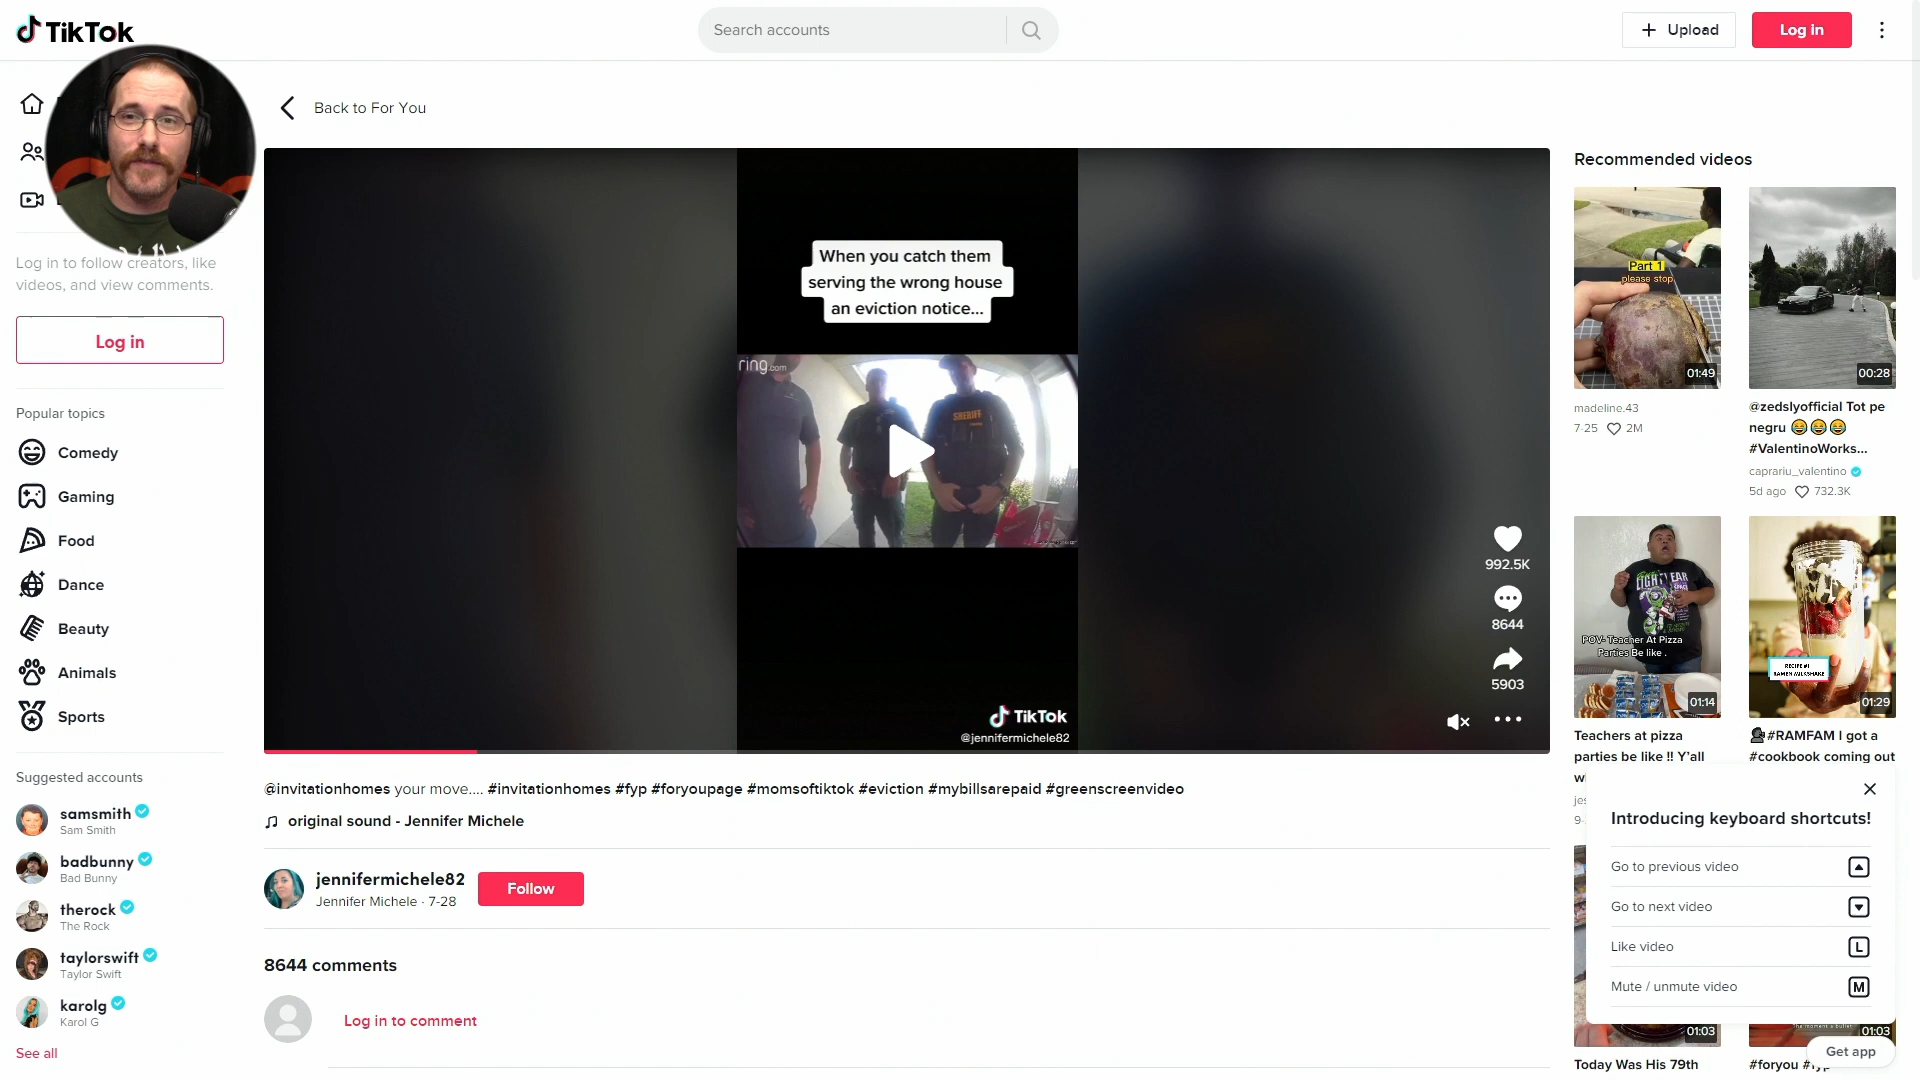 TikTok
Search accounts
Upload
Log in
Back to For You
Log in to follow creators, like
videos, and view comments.
Log in
Popular topics
Comedy
Gaming
Food
Dance
Beauty
Animals
Sports
Suggested accounts
samsmith
Sam Smith
badbunny
Bad Bunny
therock
The Rock
taylorswift
Taylor Swift
karolg
Karol G
See all
When you catch them
serving the wrong house
an eviction notice...
ring.com
SHERIFF
992.5K
8644
5903
TikTok
@jennifermichele82
@invitationhomes your move.... #invitationhomes #fyp #foryoupage #momsoftiktok #eviction #mybillsarepaid #greenscreenvideo
original sound - Jennifer Michele
jennifermichele82
Jennifer Michele · 7-28
Follow
8644 comments
Log in to comment
Recommended videos
Part 1
please stop
01:49
madeline.43
7-25 2M
00:28
@zedslyofficial Tot pe
negru 😂😂😂
#ValentinoWorks...
caprariu_valentino
5d ago 732.3K
POV- Teacher At Pizza
Parties Be like .
01:14
Teachers at pizza
parties be like !! Y'all
RECIPE #1
RAMEN MILKSHAKE
01:29
#RAMFAM I got a
#cookbook coming out
Introducing keyboard shortcuts!
Go to previous video
Go to next video
Like video L
Mute / unmute video M
01:03
Today Was His 79th
01:03
#foryou
Get app